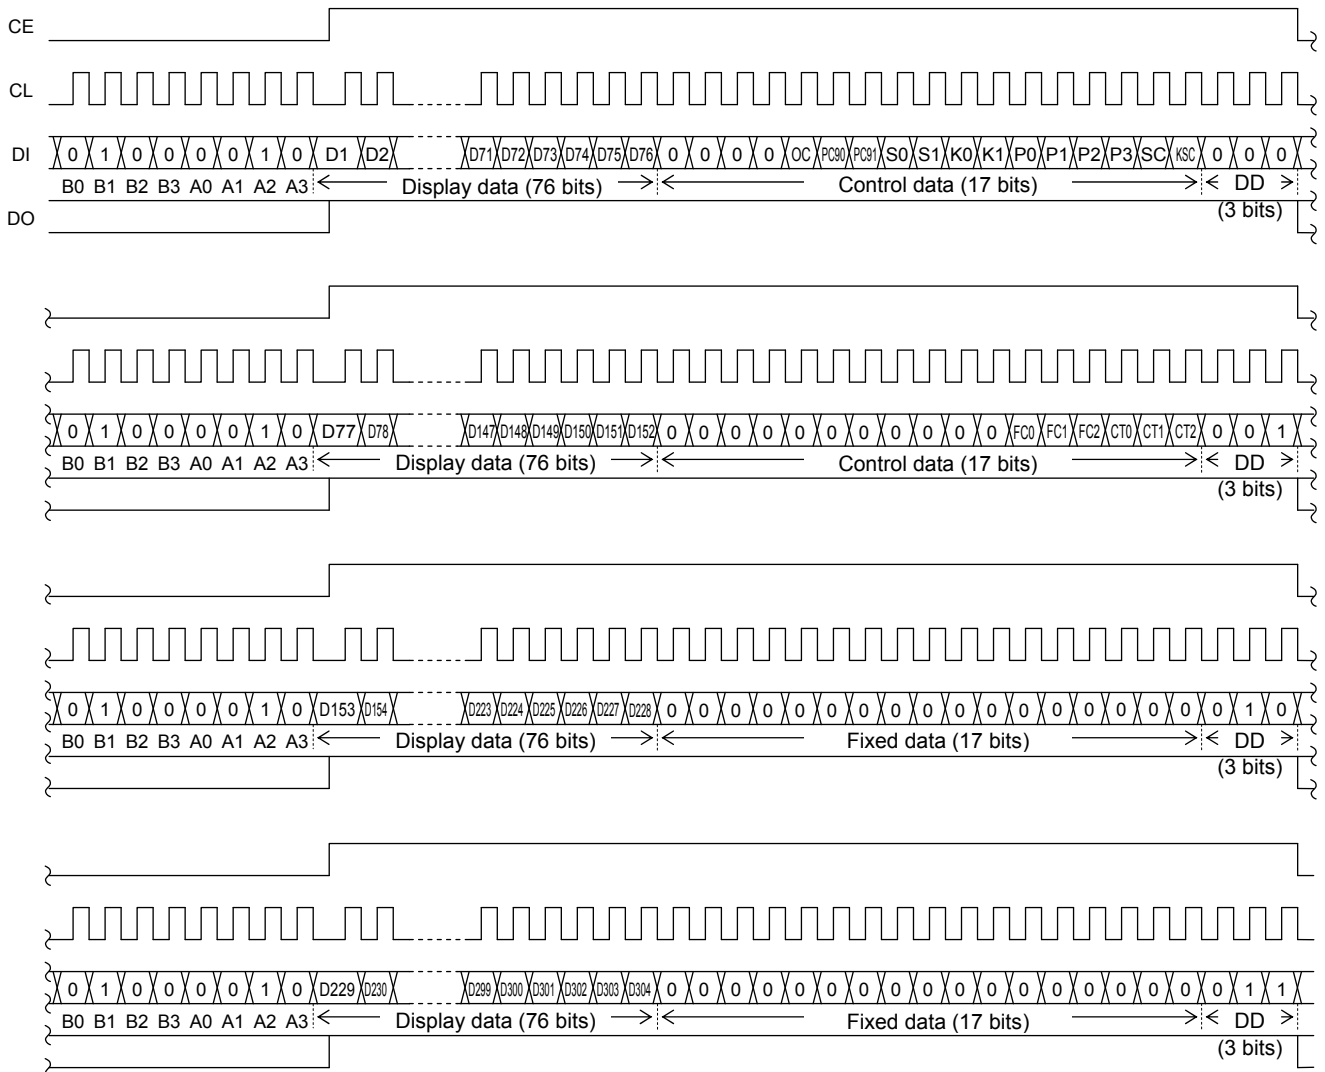 CE
CL
DI 0 1 0 0 0 0 1 0 D1 D2 D71 D72 D73 D74 D75 D76 0 0 0 0 OC PC90 PC91 S0 S1 K0 K1 P0 P1 P2 P3 SC KSC 0 0 0
B0 B1 B2 B3 A0 A1 A2 A3 Display data (76 bits) Control data (17 bits) DD
(3 bits)
DO
0 1 0 0 0 0 1 0 D77 D78 D147 D148 D149 D150 D151 D152 0 0 0 0 0 0 0 0 0 0 0 FC0 FC1 FC2 CT0 CT1 CT2 0 0 1
B0 B1 B2 B3 A0 A1 A2 A3 Display data (76 bits) Control data (17 bits) DD
(3 bits)
0 1 0 0 0 0 1 0 D153 D154 D223 D224 D225 D226 D227 D228 0 0 0 0 0 0 0 0 0 0 0 0 0 0 0 0 0 0 1 0
B0 B1 B2 B3 A0 A1 A2 A3 Display data (76 bits) Fixed data (17 bits) DD
(3 bits)
0 1 0 0 0 0 1 0 D229 D230 D299 D300 D301 D302 D303 D304 0 0 0 0 0 0 0 0 0 0 0 0 0 0 0 0 0 0 1 1
B0 B1 B2 B3 A0 A1 A2 A3 Display data (76 bits) Fixed data (17 bits) DD
(3 bits)